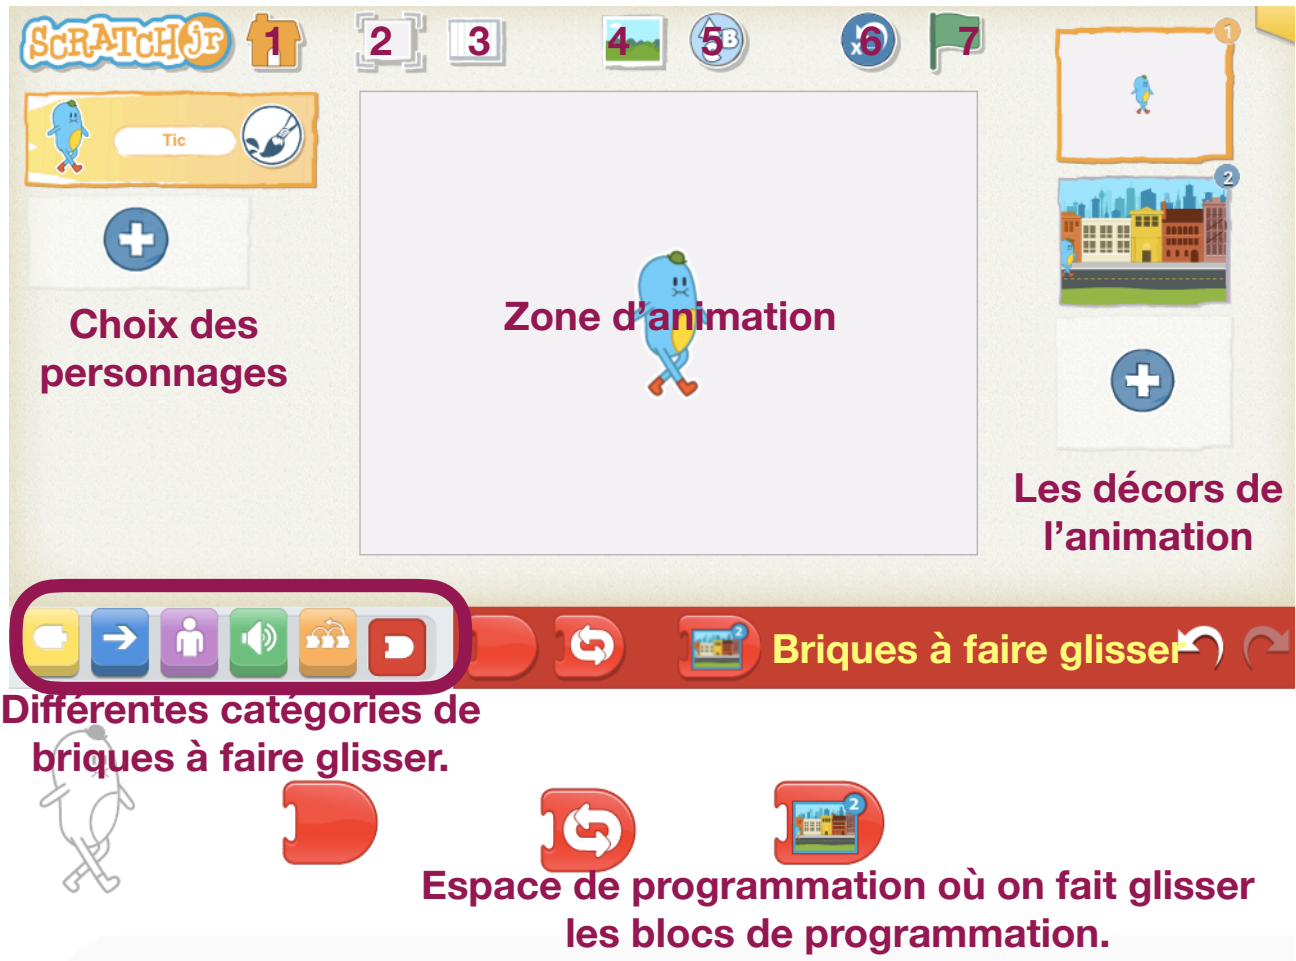 SCRATCHJr 1 2 3 4 5 B x 6 7
1
Tic
2
Choix des
personnages
Zone d'animation
Les décors de
l'animation
2
Briques à faire glisser
Différentes catégories de
briques à faire glisser.
2
Espace de programmation où on fait glisser
les blocs de programmation.